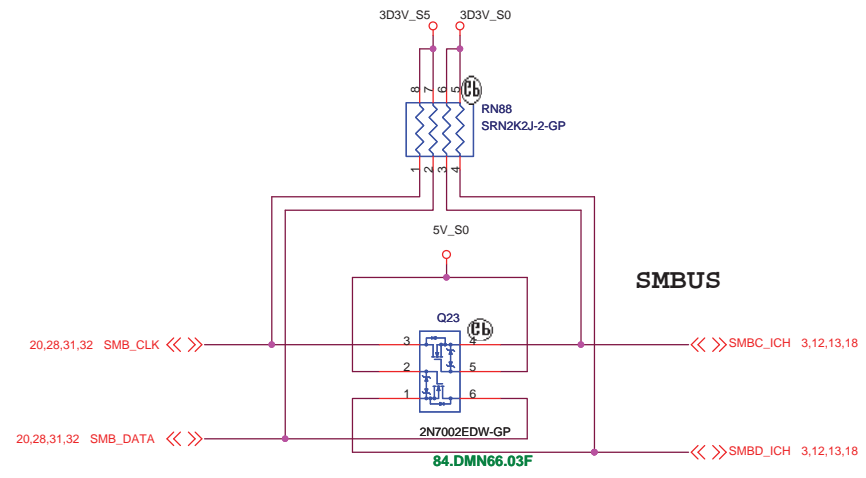 3D3V_S5 3D3V_S0
8 7 6 5
RN88
SRN2K2J-2-GP
1 2 3 4
5V_S0
SMBUS
Q23
20,28,31,32 SMB_CLK
3 4
SMBC_ICH 3,12,13,18
2 5
1 6
2N7002EDW-GP
20,28,31,32 SMB_DATA
84.DMN66.03F
SMBD_ICH 3,12,13,18